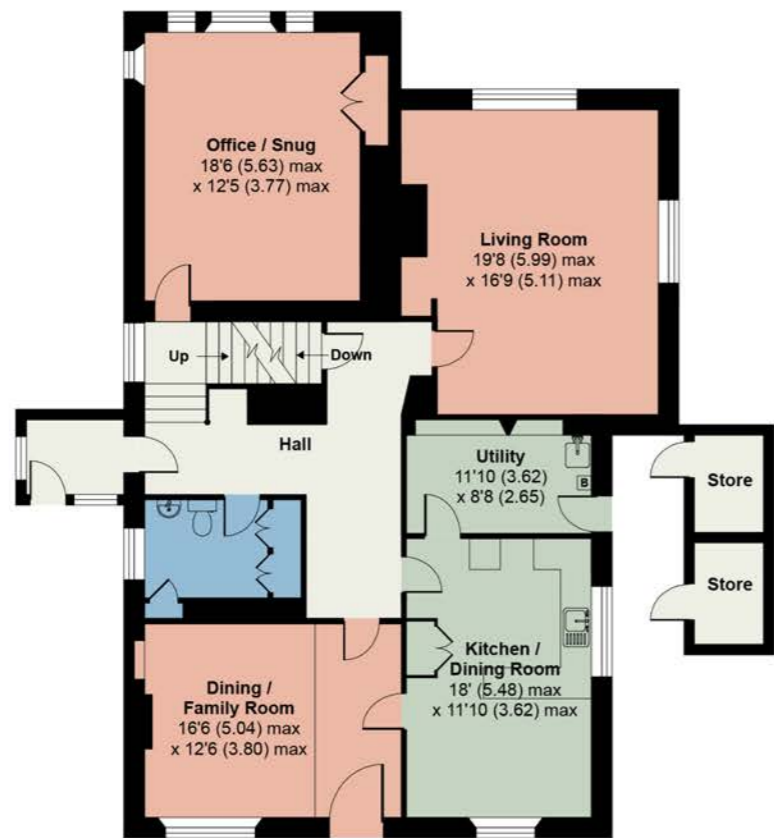 Office / Snug
18'6 (5.63) max
x 12'5 (3.77) max
Living Room
19'8 (5.99) max
x 16'9 (5.11) max
Up
Down
Hall
Utility
11'10 (3.62)
x 8'8 (2.65)
B
Store
Store
Kitchen /
Dining Room
18' (5.48) max
x 11'10 (3.62) max
Dining /
Family Room
16'6 (5.04) max
x 12'6 (3.80) max